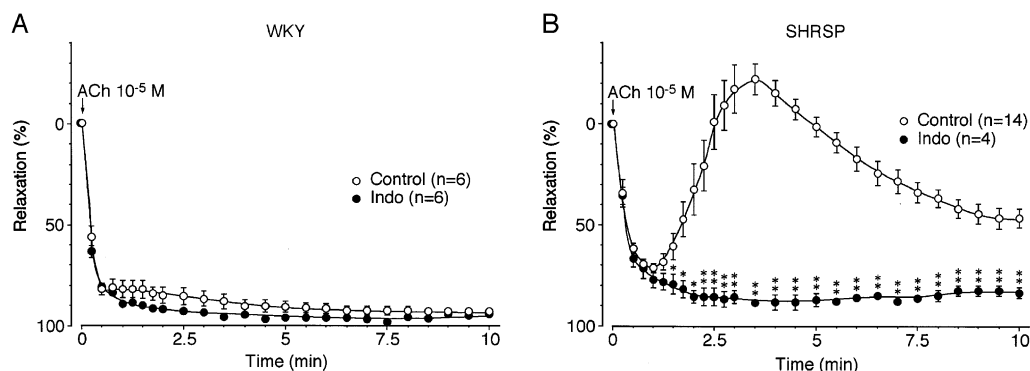 A
WKY
ACh 10-5 M
0
50
100
Relaxation (%)
Control (n=6)
Indo (n=6)
0
2.5
5
7.5
10
Time (min)
B
SHRSP
ACh 10-5 M
0
50
100
Relaxation (%)
Control (n=14)
Indo (n=4)
* * * * * * * * * * * * * * * * * * * *
* * * * * * * * * * * * * * * * * * *
0
2.5
5
7.5
10
Time (min)